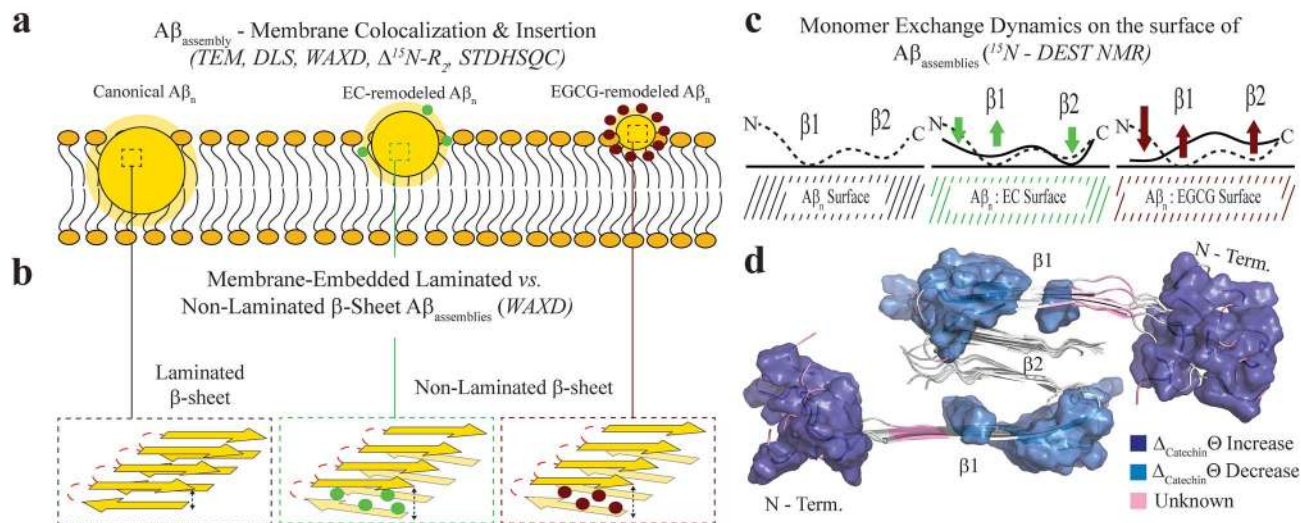 a
Aβassembly - Membrane Colocalization & Insertion
(TEM, DLS, WAXD, Δ15N-R2, STDHSQC)
Canonical Aβn
EC-remodeled Aβn
EGCG-remodeled Aβn
b
Membrane-Embedded Laminated vs.
Non-Laminated β-Sheet Aβassemblies (WAXD)
Laminated
β-sheet
Non-Laminated β-sheet
c
Monomer Exchange Dynamics on the surface of
Aβassemblies (15N - DEST NMR)
N β1 β2 C
N β1 β2 C
N β1 β2 C
Aβn Surface
Aβn : EC Surface
Aβn : EGCG Surface
d
β1
N - Term.
β2
β1
N - Term.
ΔCatechinΘ Increase
ΔCatechinΘ Decrease
Unknown